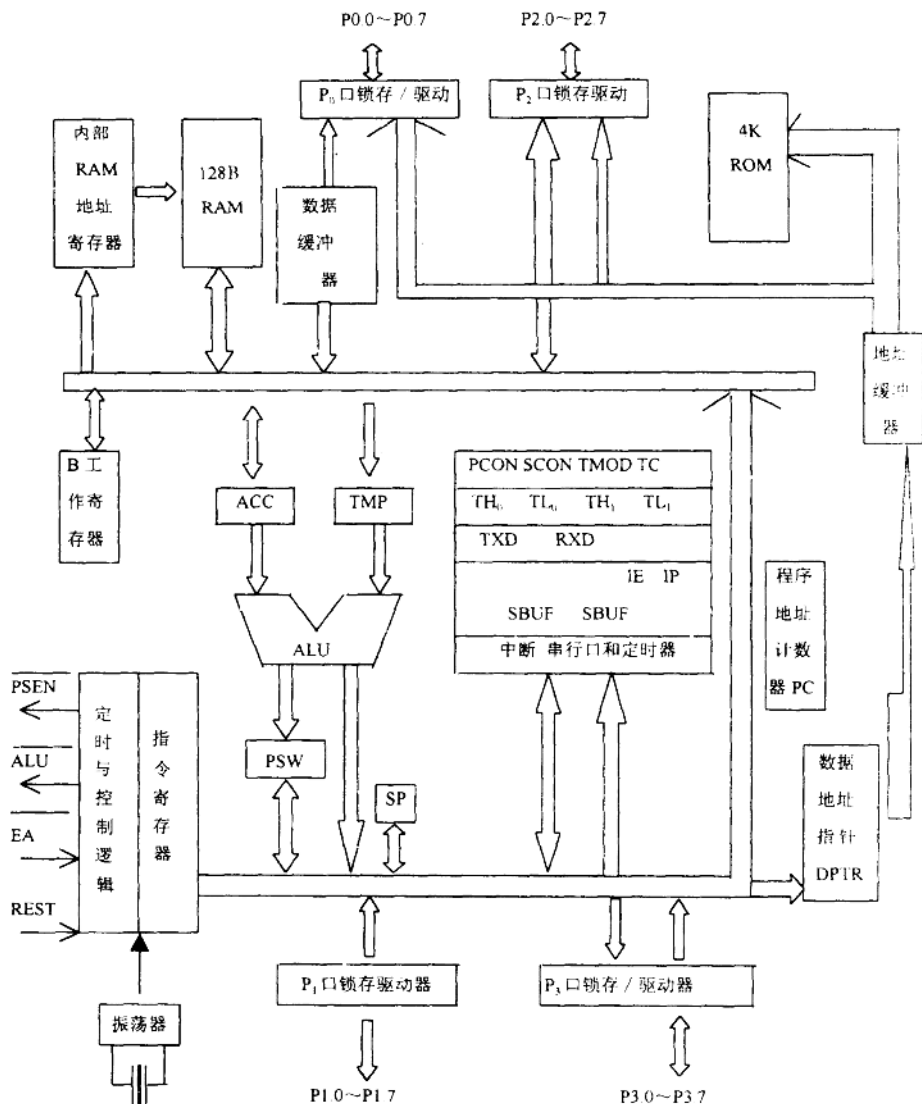 P0.0～P0.7
P2.0～P2.7
P₀口锁存 / 驱动
P₂口锁存驱动
内部
RAM
地址
寄存器
128B
RAM
数据
缓冲
器
4K
ROM
地址
缓冲
器
B 工
作寄
存器
ACC
TMP
PCON SCON TMOD TC
TH₀ TL₀ TH₁ TL₁
TXD RXD
IE IP
SBUF SBUF
中断 串行口和定时器
ALU
程序
地址
计数
器 PC
PSEN
ALU
EA
REST
定时与控制逻辑
指令寄存器
PSW
SP
数据
地址
指针
DPTR
P₁口锁存驱动器
P₃口锁存 / 驱动器
振荡器
P1.0～P1.7
P3.0～P3.7